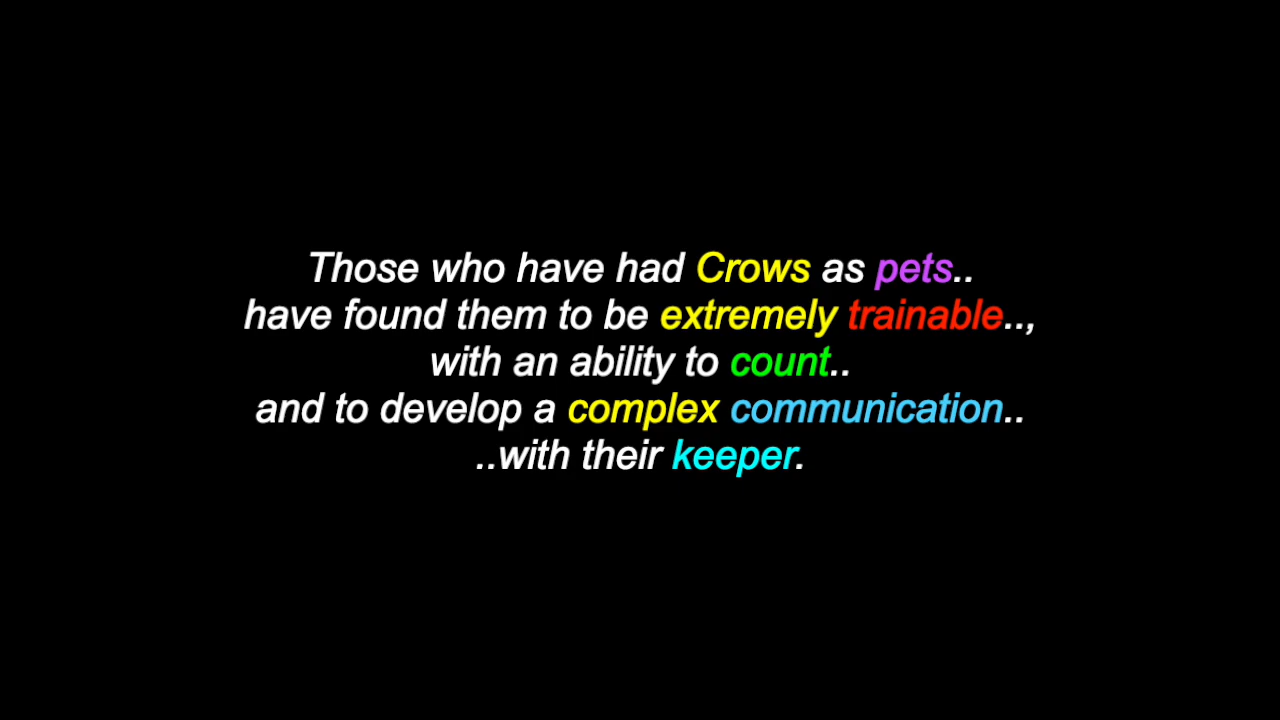 Those who have had Crows as pets..
have found them to be extremely trainable..,
with an ability to count..
and to develop a complex communication..
..with their keeper.